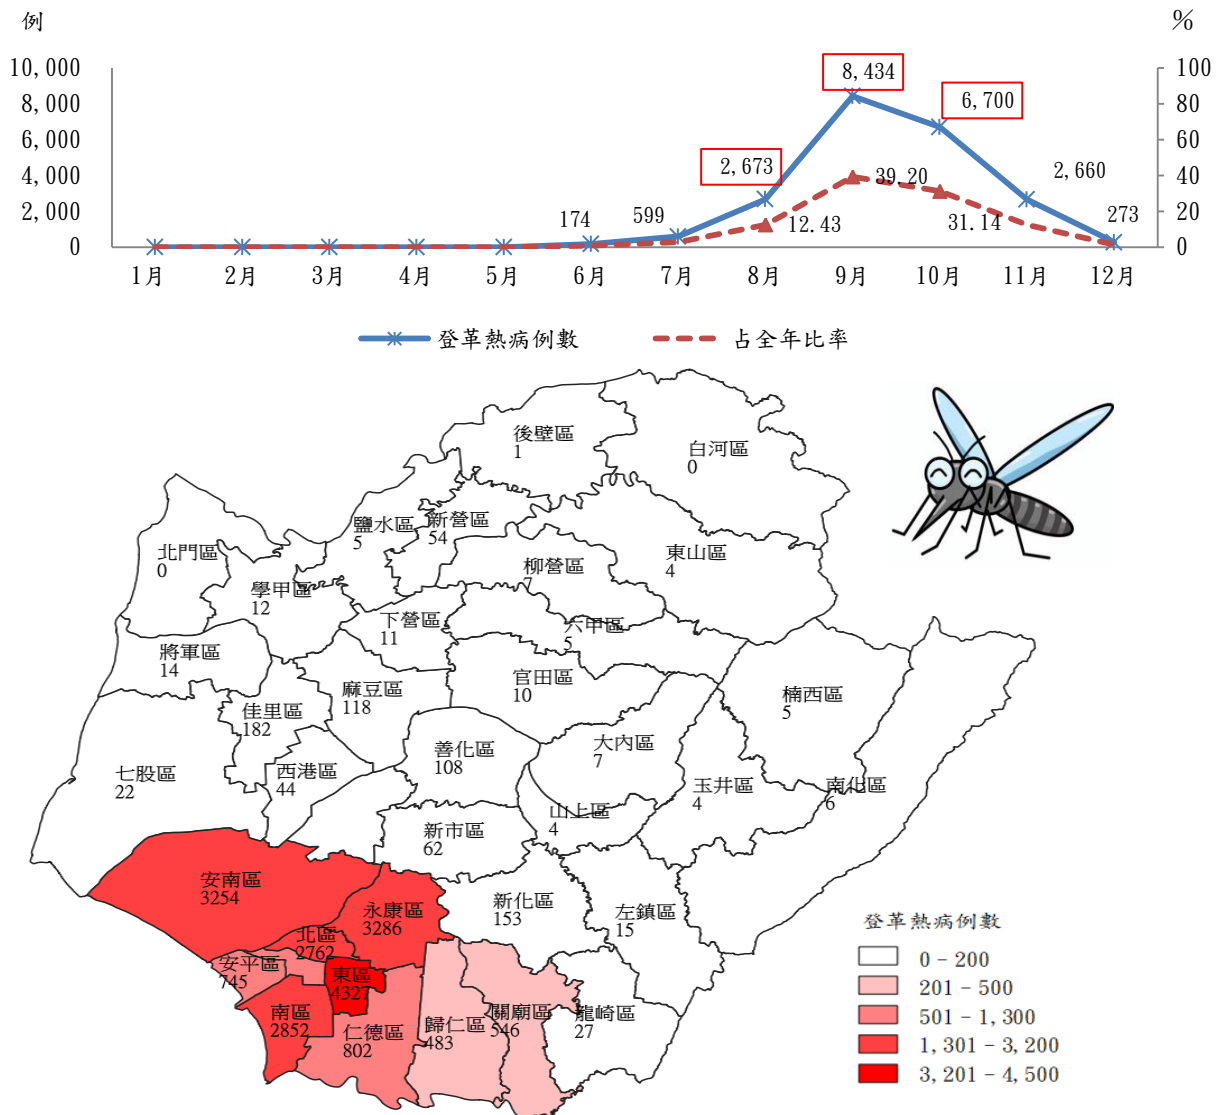 例
%
10,000
8,000
6,000
4,000
2,000
0
100
80
60
40
20
0
174
599
2,673
8,434
6,700
2,660
273
12.43
39.20
31.14
1月 2月 3月 4月 5月 6月 7月 8月 9月 10月 11月 12月
登革熱病例數 占全年比率
後壁區
1
白河區
0
鹽水區
5
新營區
54
北門區
0
學甲區
12
柳營區
7
東山區
4
下營區
11
六甲區
5
將軍區
14
麻豆區
118
官田區
10
楠西區
5
佳里區
182
七股區
22
西港區
44
善化區
108
大內區
7
玉井區
4
南化區
6
山上區
4
新市區
62
安南區
3254
永康區
3286
新化區
153
左鎮區
15
北區
2762
安平區
745
東區
4327
南區
2852
仁德區
802
歸仁區
483
關廟區
546
龍崎區
27
登革熱病例數
0 - 200
201 - 500
501 - 1,300
1,301 - 3,200
3,201 - 4,500